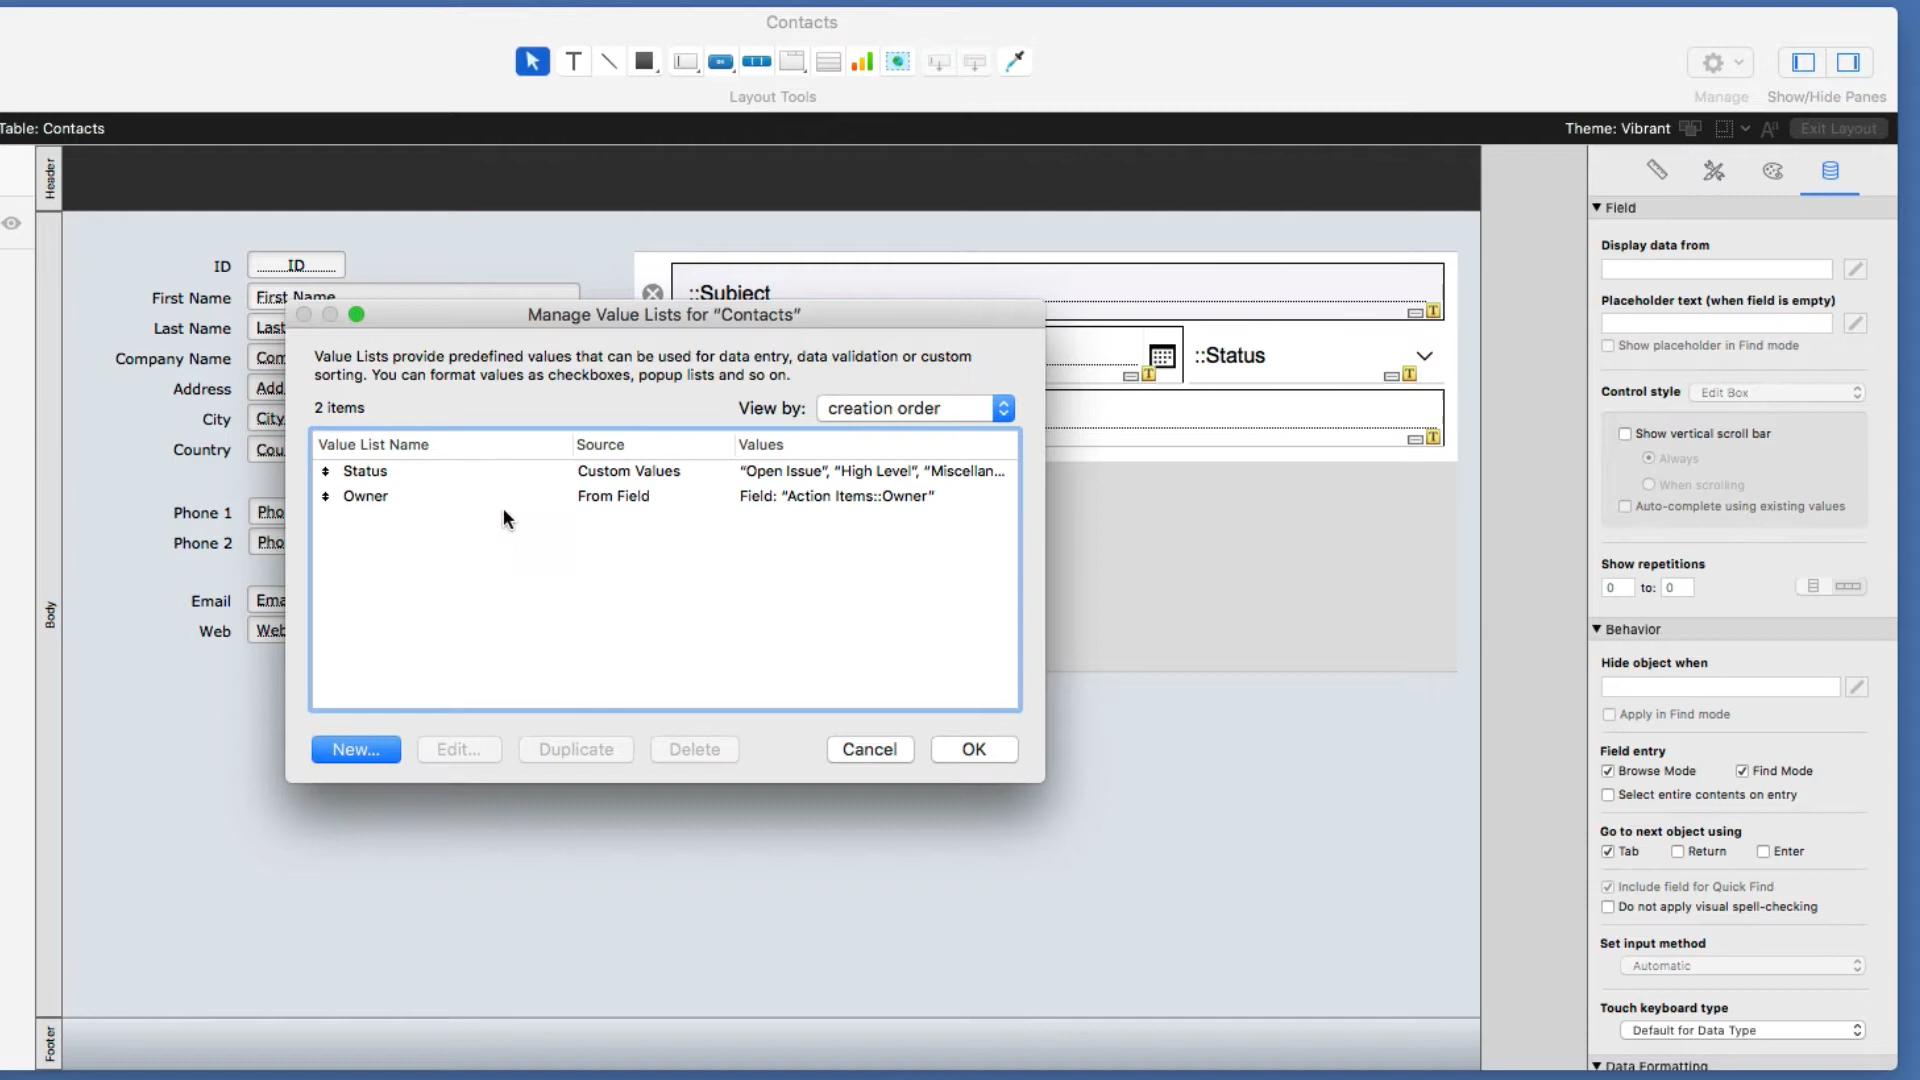 Contacts
Layout Tools
Manage
Show/Hide Panes
Table: Contacts
Theme: Vibrant
Exit Layout
Header
Body
Footer
ID
ID
First Name
First Name
Last Name
Last
Company Name
Com
Address
Add
City
City
Country
Cou
Phone 1
Pho
Phone 2
Pho
Email
Ema
Web
Web
::Subject
::Status
T
T
T
T
Manage Value Lists for "Contacts"
Value Lists provide predefined values that can be used for data entry, data validation or custom
sorting. You can format values as checkboxes, popup lists and so on.
2 items
View by:
creation order
Value List Name
Source
Values
Status
Custom Values
"Open Issue", "High Level", "Miscellan...
Owner
From Field
Field: "Action Items::Owner"
New...
Edit...
Duplicate
Delete
Cancel
OK
Field
Display data from
Placeholder text (when field is empty)
Show placeholder in Find mode
Control style
Edit Box
Show vertical scroll bar
Always
When scrolling
Auto-complete using existing values
Show repetitions
0 to: 0
Behavior
Hide object when
Apply in Find mode
Field entry
Browse Mode
Find Mode
Select entire contents on entry
Go to next object using
Tab
Return
Enter
Include field for Quick Find
Do not apply visual spell-checking
Set input method
Automatic
Touch keyboard type
Default for Data Type
Data Formatting